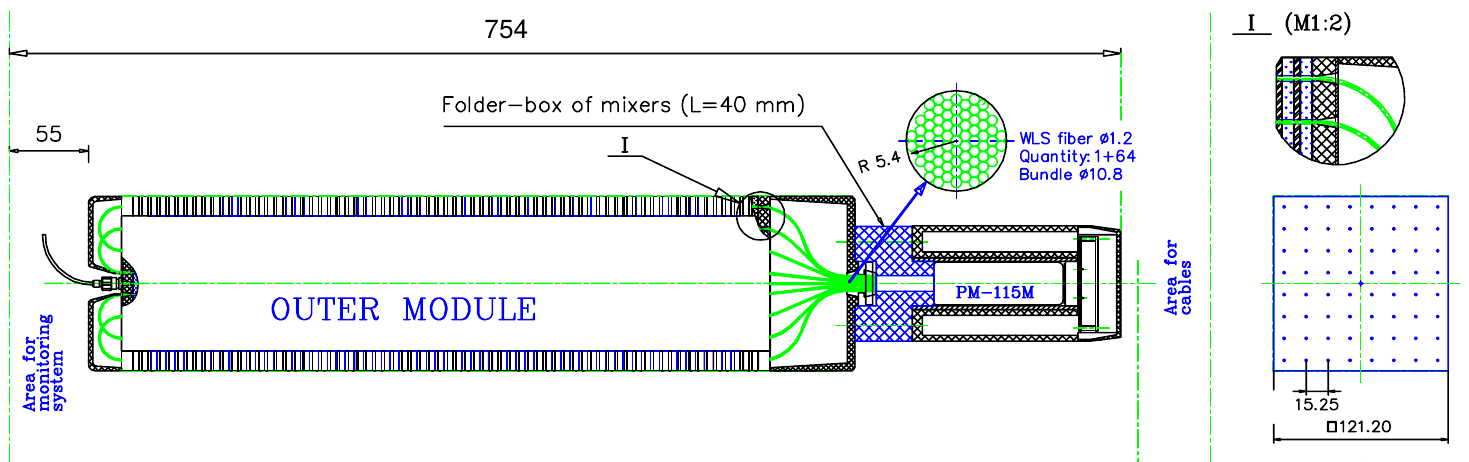 754
I (M1:2)
Folder-box of mixers (L=40 mm)
55
I
R 5.4
WLS fiber ø1.2
Quantity: 1+64
Bundle ø10.8
OUTER MODULE
PM-115M
Area for
monitoring
system
Area for
cables
15.25
□121.20